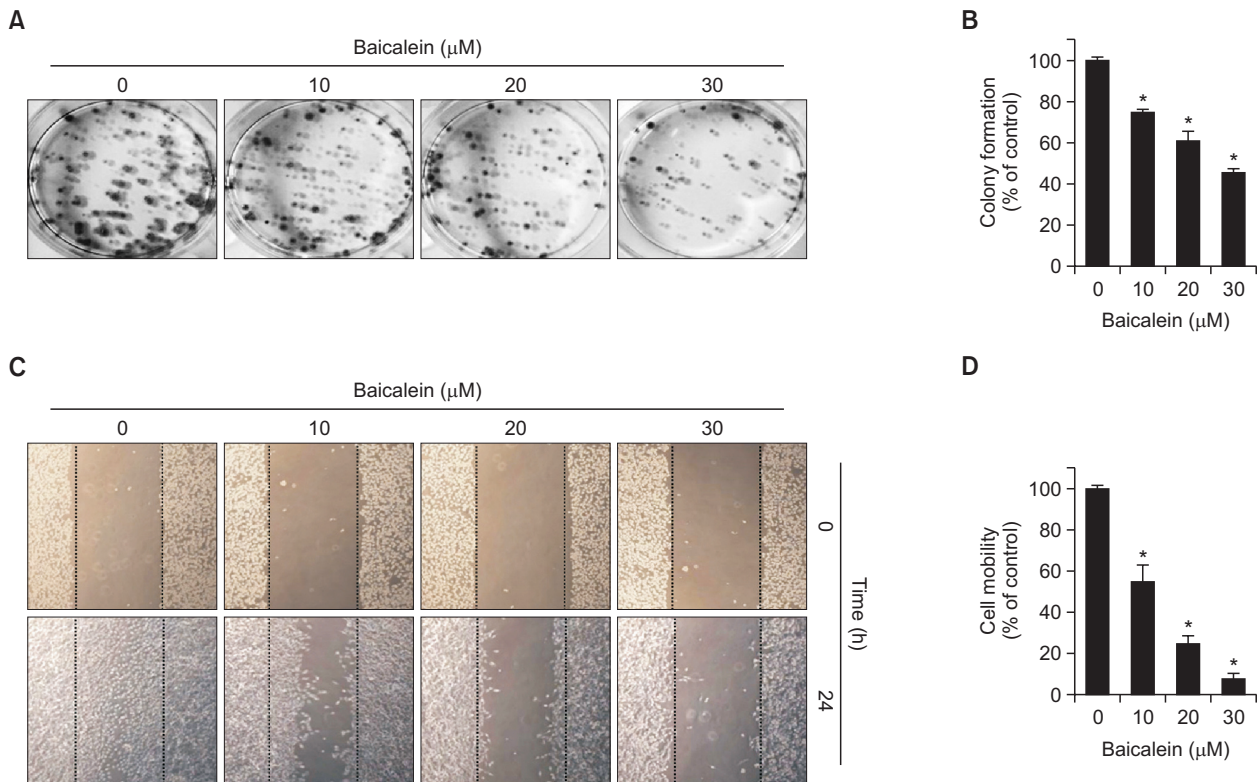 A
Baicalein (μM)
0 10 20 30
B
Colony formation
(% of control)
100
80
60
40
20
0
* * *
0 10 20 30
Baicalein (μM)
C
Baicalein (μM)
0 10 20 30
0
24
Time (h)
D
Cell mobility
(% of control)
100
80
60
40
20
0
* * *
0 10 20 30
Baicalein (μM)